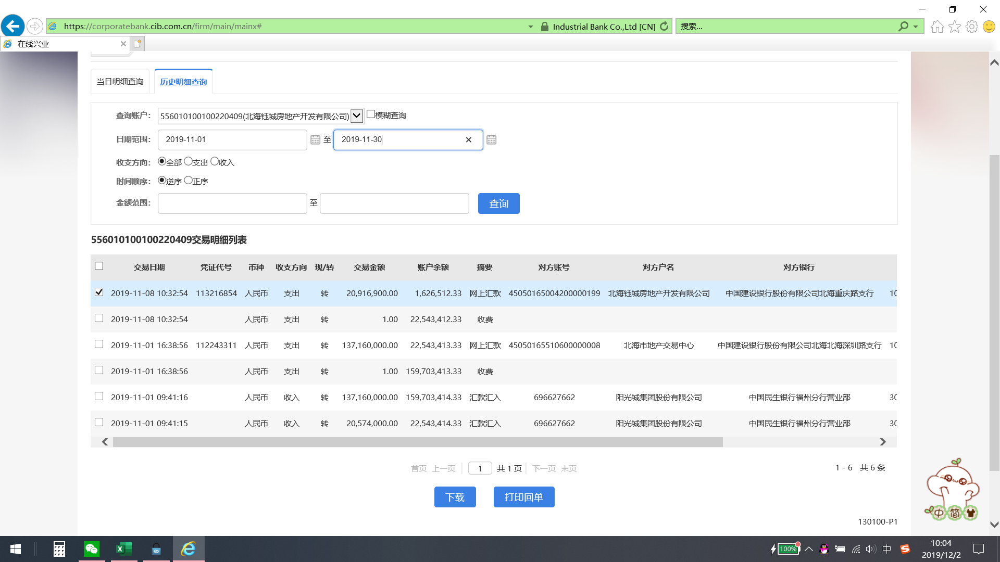 https://corporatebank.cib.com.cn/firm/main/mainx#
Industrial Bank Co.,Ltd [CN]
搜索...
在线兴业
当日明细查询
历史明细查询
查询账户：
556010100100220409(北海钰城房地产开发有限公司)
模糊查询
日期范围：
2019-11-01
至
2019-11-30
收支方向：
全部 支出 收入
时间顺序：
逆序 正序
金额范围：
至
查询
556010100100220409交易明细列表
交易日期 凭证代号 币种 收支方向 现/转 交易金额 账户余额 摘要 对方账号 对方户名 对方银行
2019-11-08 10:32:54 113216854 人民币 支出 转 20,916,900.00 1,626,512.33 网上汇款 45050165004200000199 北海钰城房地产开发有限公司 中国建设银行股份有限公司北海重庆路支行 10
2019-11-08 10:32:54 人民币 支出 转 1.00 22,543,412.33 收费
2019-11-01 16:38:56 112243311 人民币 支出 转 137,160,000.00 22,543,413.33 网上汇款 45050165510600000008 北海市地产交易中心 中国建设银行股份有限公司北海北海深圳路支行 10
2019-11-01 16:38:56 人民币 支出 转 1.00 159,703,413.33 收费
2019-11-01 09:41:16 人民币 收入 转 137,160,000.00 159,703,414.33 汇款汇入 696627662 阳光城集团股份有限公司 中国民生银行福州分行营业部 30
2019-11-01 09:41:15 人民币 收入 转 20,574,000.00 22,543,414.33 汇款汇入 696627662 阳光城集团股份有限公司 中国民生银行福州分行营业部 30
首页 上一页 1 共 1 页 下一页 末页
1 - 6 共 6 条
下载
打印回单
中 简
130100-P1
100%
中
10:04
2019/12/2